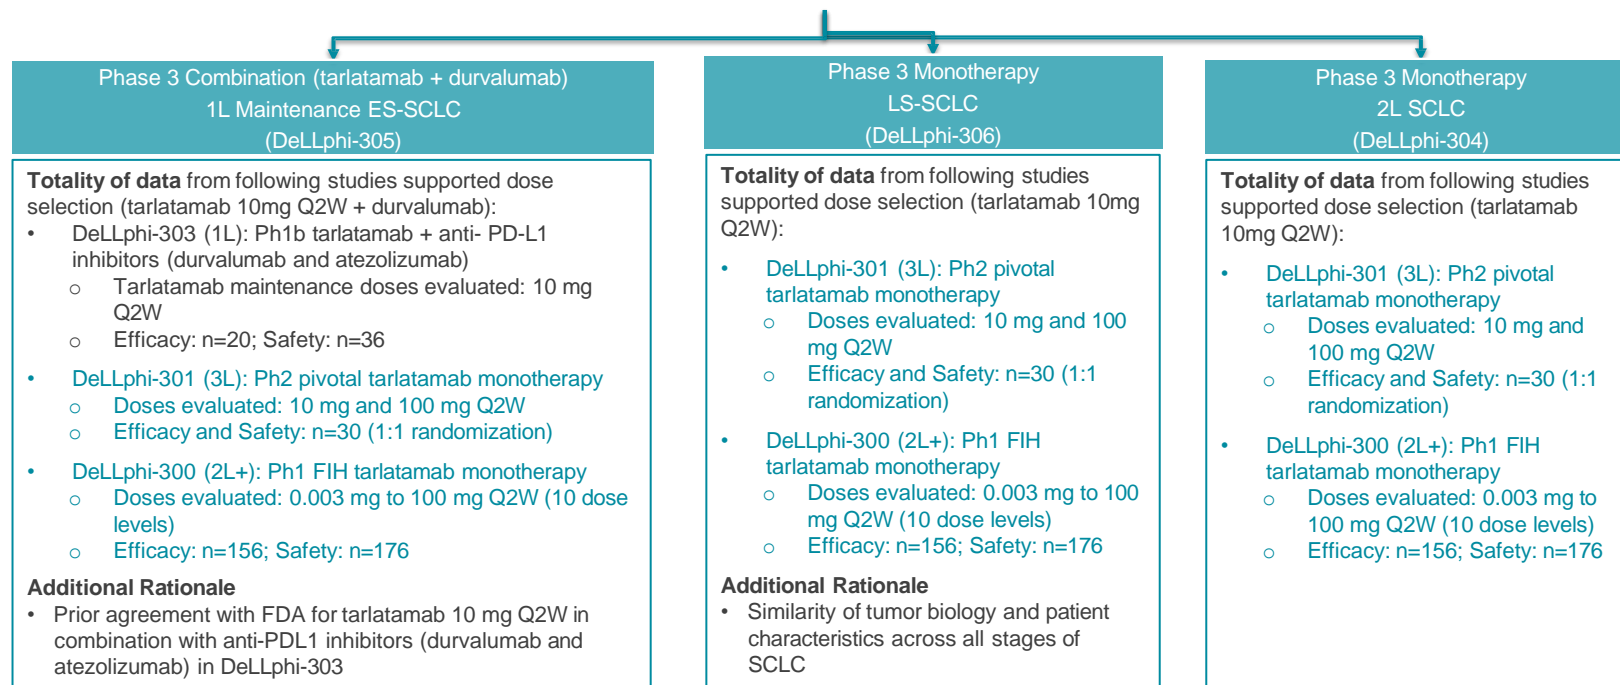 Phase 3 Combination (tarlatamab + durvalumab)
1L Maintenance ES-SCLC
(DeLLphi-305)
Totality of data from following studies supported dose
selection (tarlatamab 10mg Q2W + durvalumab):
• DeLLphi-303 (1L): Ph1b tarlatamab + anti- PD-L1
inhibitors (durvalumab and atezolizumab)
o Tarlatamab maintenance doses evaluated: 10 mg
Q2W
o Efficacy: n=20; Safety: n=36
• DeLLphi-301 (3L): Ph2 pivotal tarlatamab monotherapy
o Doses evaluated: 10 mg and 100 mg Q2W
o Efficacy and Safety: n=30 (1:1 randomization)
• DeLLphi-300 (2L+): Ph1 FIH tarlatamab monotherapy
o Doses evaluated: 0.003 mg to 100 mg Q2W (10 dose
levels)
o Efficacy: n=156; Safety: n=176
Additional Rationale
• Prior agreement with FDA for tarlatamab 10 mg Q2W in
combination with anti-PDL1 inhibitors (durvalumab and
atezolizumab) in DeLLphi-303
Phase 3 Monotherapy
LS-SCLC
(DeLLphi-306)
Totality of data from following studies
supported dose selection (tarlatamab 10mg
Q2W):
• DeLLphi-301 (3L): Ph2 pivotal
tarlatamab monotherapy
o Doses evaluated: 10 mg and 100
mg Q2W
o Efficacy and Safety: n=30 (1:1
randomization)
• DeLLphi-300 (2L+): Ph1 FIH
tarlatamab monotherapy
o Doses evaluated: 0.003 mg to 100
mg Q2W (10 dose levels)
o Efficacy: n=156; Safety: n=176
Additional Rationale
• Similarity of tumor biology and patient
characteristics across all stages of
SCLC
Phase 3 Monotherapy
2L SCLC
(DeLLphi-304)
Totality of data from following studies
supported dose selection (tarlatamab
10mg Q2W):
• DeLLphi-301 (3L): Ph2 pivotal
tarlatamab monotherapy
o Doses evaluated: 10 mg and
100 mg Q2W
o Efficacy and Safety: n=30 (1:1
randomization)
• DeLLphi-300 (2L+): Ph1 FIH
tarlatamab monotherapy
o Doses evaluated: 0.003 mg to
100 mg Q2W (10 dose levels)
o Efficacy: n=156; Safety: n=176